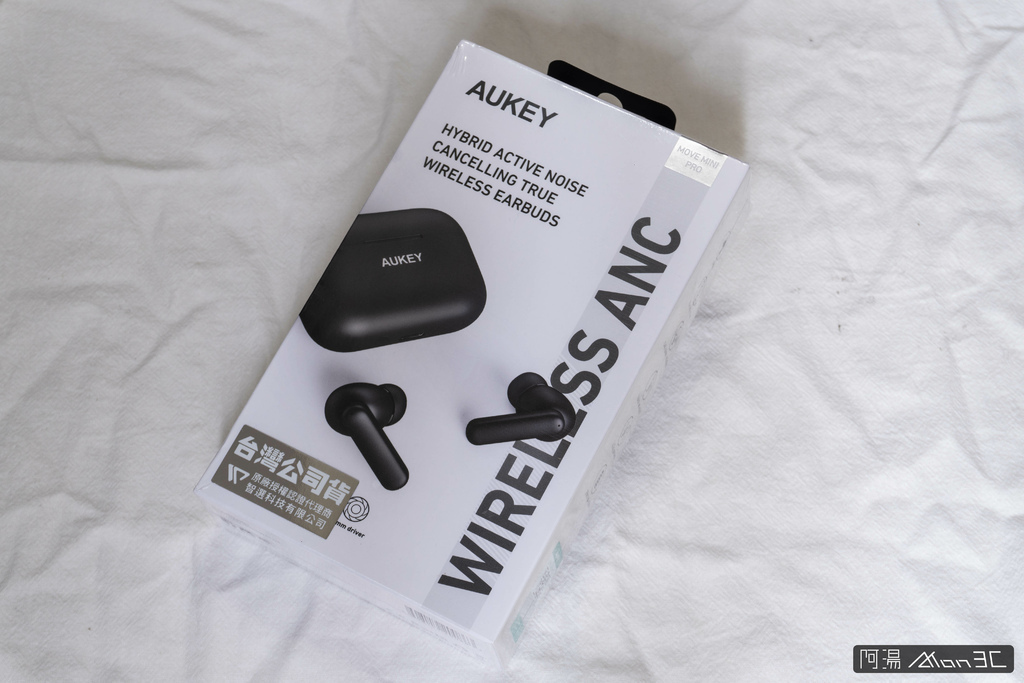 AUKEY
HYBRID ACTIVE NOISE
CANCELLING TRUE
WIRELESS EARBUDS
MOVE MINI
PRO
AUKEY
WIRELESS ANC
台灣公司貨
原廠授權認證代理商
智選科技有限公司
mm driver
阿湯 Man3C